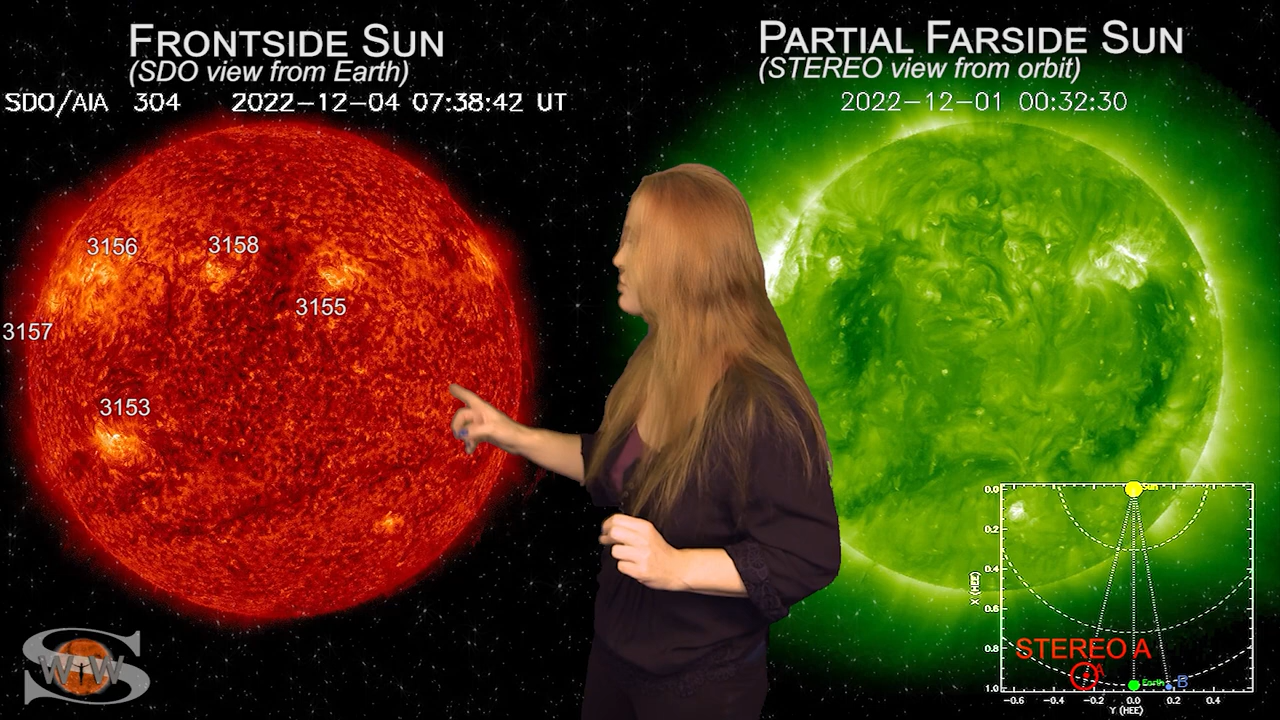 FRONTSIDE SUN
(SDO view from Earth)
SDO/AIA 304 2022-12-04 07:38:42 UT
3156
3158
3155
3157
3153
PARTIAL FARSIDE SUN
(STEREO view from orbit)
2022-12-01 00:32:30
0.0
Sun
0.2
0.4
0.6
0.8
1.0
X (HEE)
STEREO A
A
Earth
B
-0.6 -0.4 -0.2 0.0 0.2 0.4
Y (HEE)
S
WTW